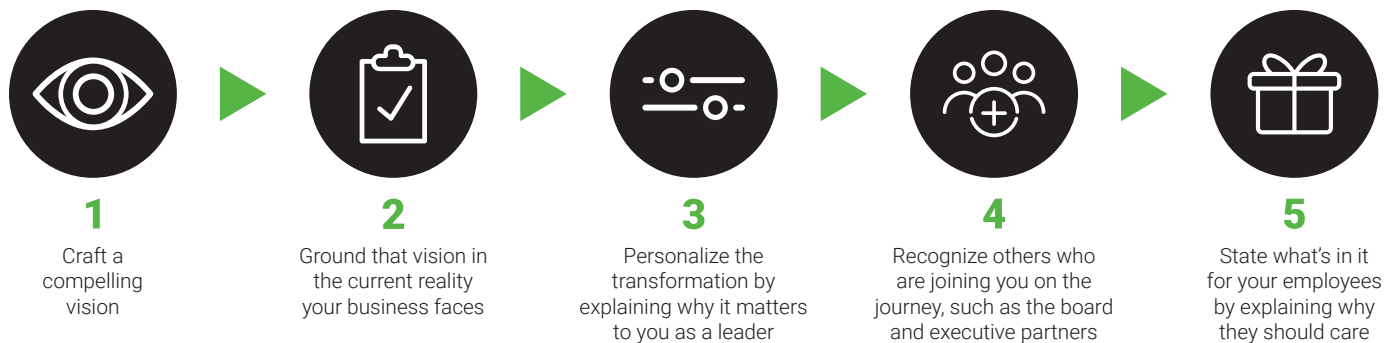 1
Craft a
compelling
vision
2
Ground that vision in
the current reality
your business faces
3
Personalize the
transformation by
explaining why it matters
to you as a leader
4
Recognize others who
are joining you on the
journey, such as the board
and executive partners
5
State what’s in it
for your employees
by explaining why
they should care